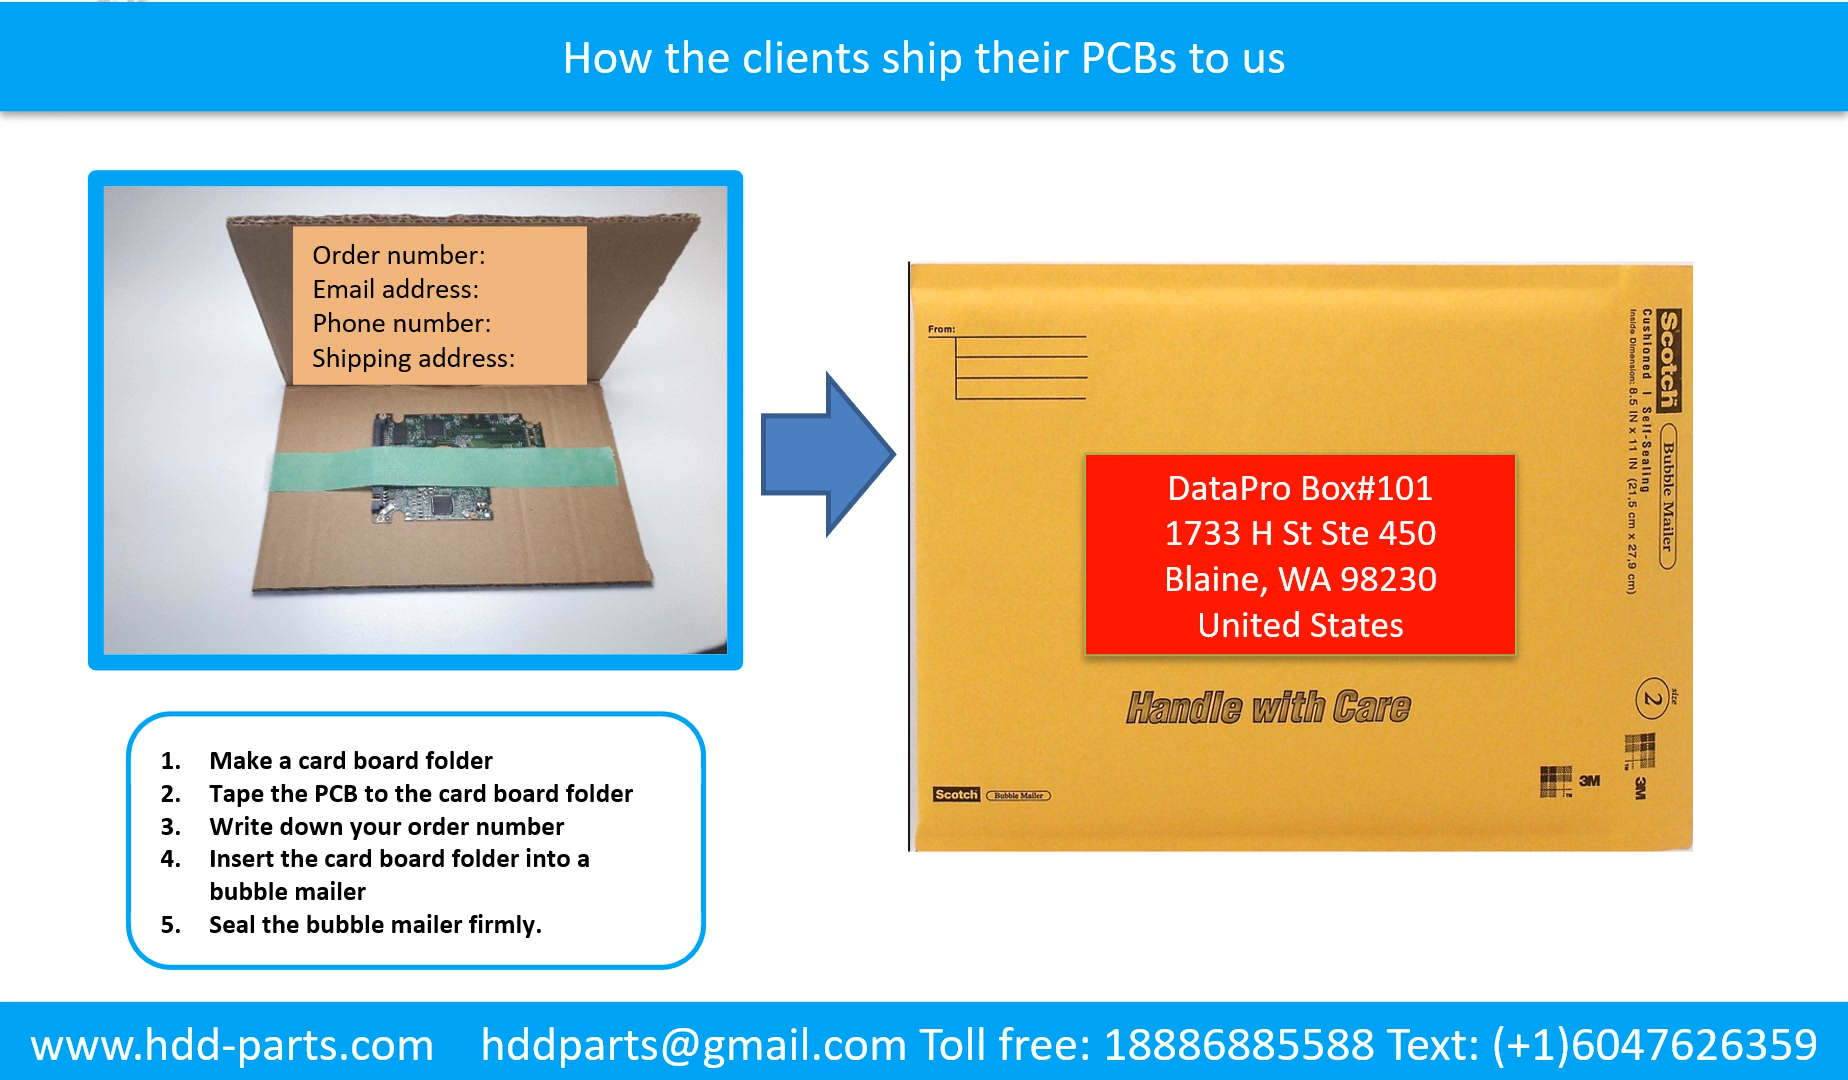 How the clients ship their PCBs to us
Order number:
Email address:
Phone number:
Shipping address:
1. Make a card board folder
2. Tape the PCB to the card board folder
3. Write down your order number
4. Insert the card board folder into a
bubble mailer
5. Seal the bubble mailer firmly.
From:
DataPro Box#101
1733 H St Ste 450
Blaine, WA 98230
United States
Handle with Care
Scotch Bubble Mailer
Scotch Bubble Mailer
Cushioned | Self-Sealing
Inside Dimension: 8.5 IN x 11 IN (21,5 cm x 27,9 cm)
size
2
3M
TM
3M
TM
www.hdd-parts.com hddparts@gmail.com Toll free: 18886885588 Text: (+1)6047626359